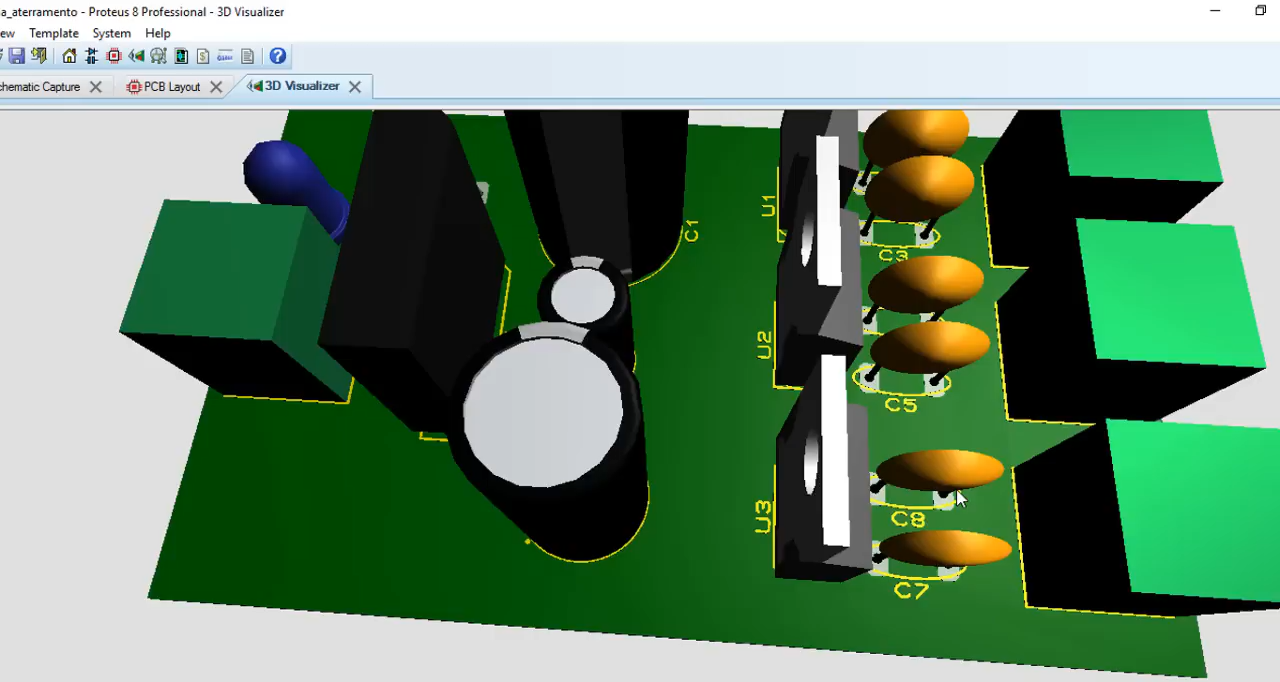 a_aterramento - Proteus 8 Professional - 3D Visualizer
ew Template System Help
chematic Capture PCB Layout 3D Visualizer
U1
C1
C3
U2
C5
U3
C8
C7